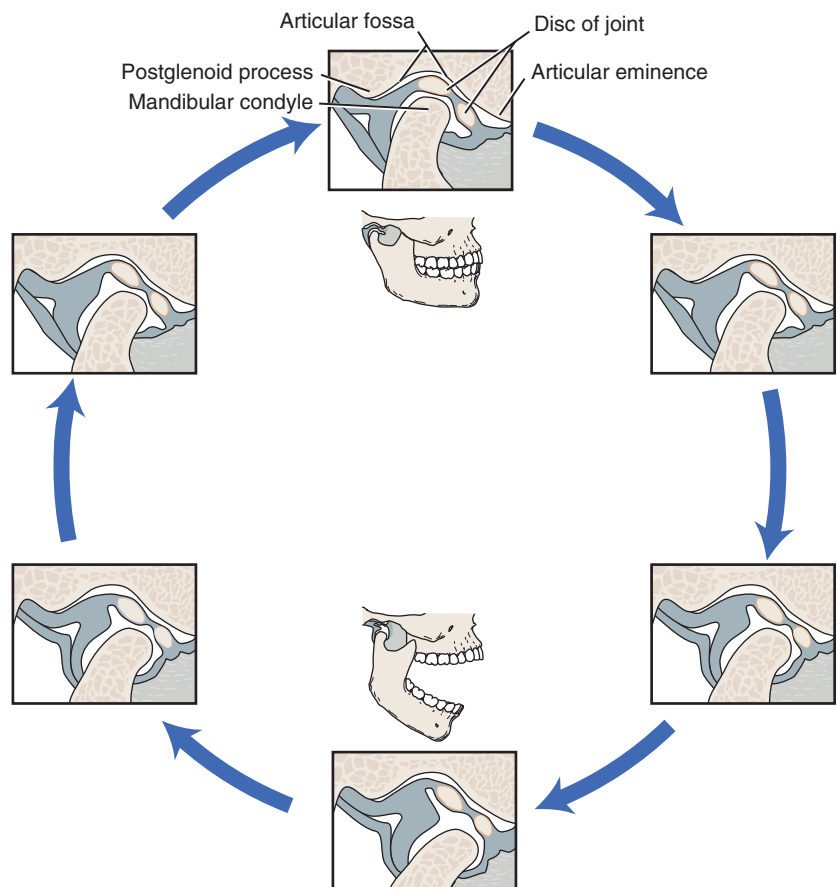 Articular fossa
Disc of joint
Postglenoid process
Articular eminence
Mandibular condyle